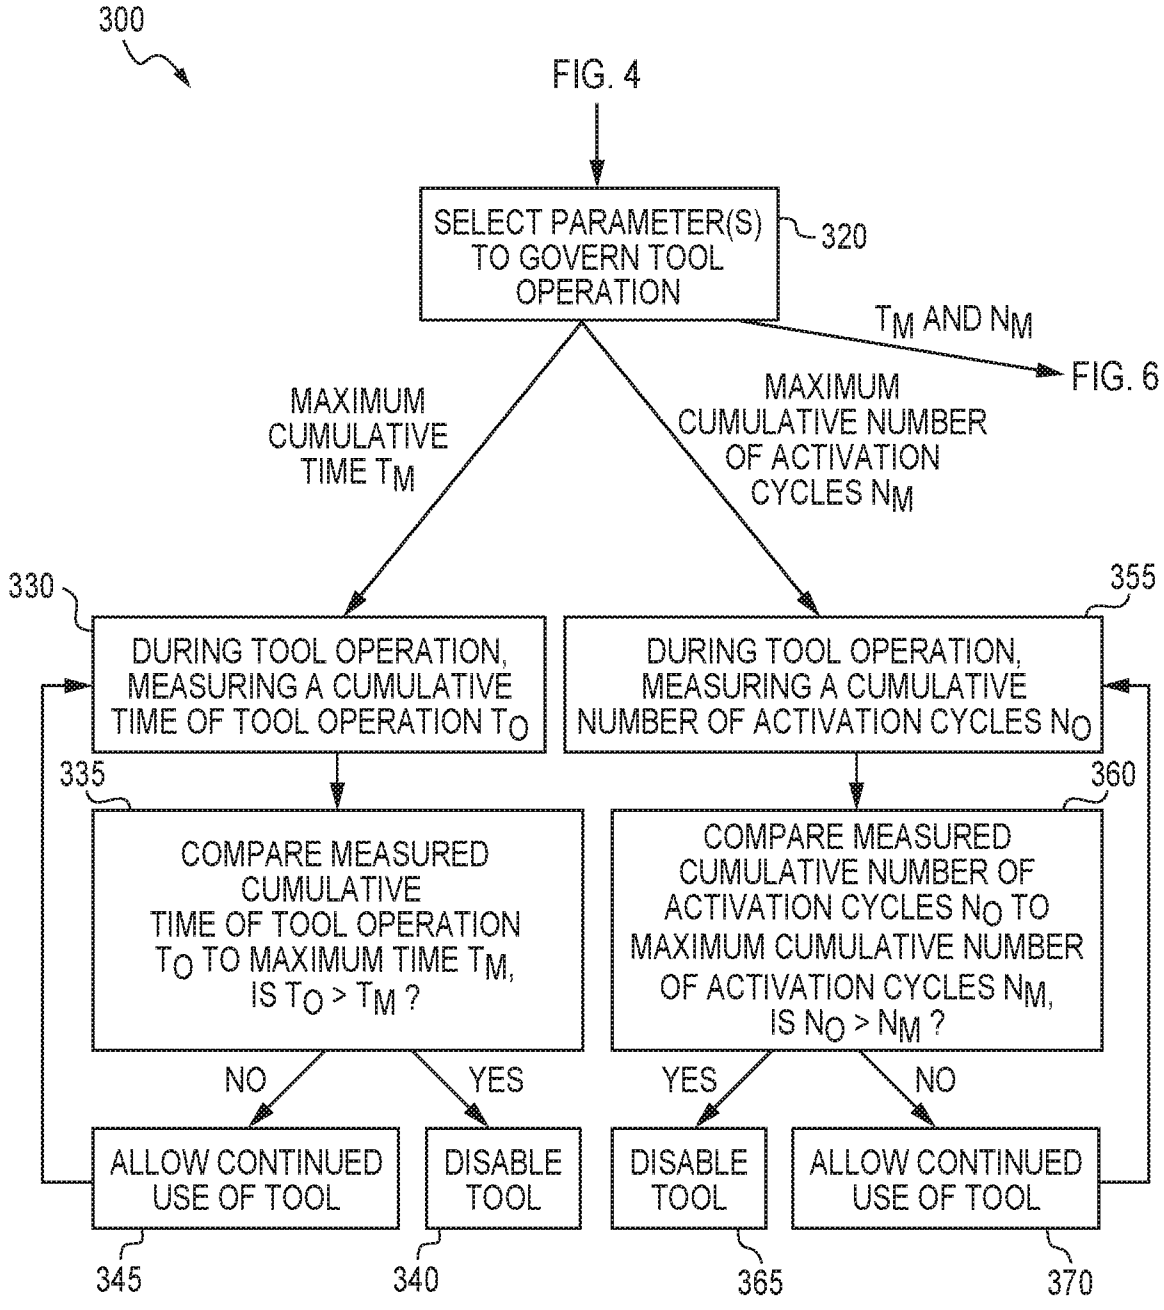 300
FIG. 4
SELECT PARAMETER(S)
TO GOVERN TOOL
OPERATION
320
TM AND NM
FIG. 6
MAXIMUM
CUMULATIVE
TIME TM
MAXIMUM
CUMULATIVE NUMBER
OF ACTIVATION
CYCLES NM
330
DURING TOOL OPERATION,
MEASURING A CUMULATIVE
TIME OF TOOL OPERATION TO
355
DURING TOOL OPERATION,
MEASURING A CUMULATIVE
NUMBER OF ACTIVATION CYCLES NO
335
COMPARE MEASURED
CUMULATIVE
TIME OF TOOL OPERATION
TO TO MAXIMUM TIME TM,
IS TO > TM ?
360
COMPARE MEASURED
CUMULATIVE NUMBER OF
ACTIVATION CYCLES NO TO
MAXIMUM CUMULATIVE NUMBER
OF ACTIVATION CYCLES NM,
IS NO > NM ?
NO
YES
YES
NO
ALLOW CONTINUED
USE OF TOOL
DISABLE
TOOL
DISABLE
TOOL
ALLOW CONTINUED
USE OF TOOL
345
340
365
370